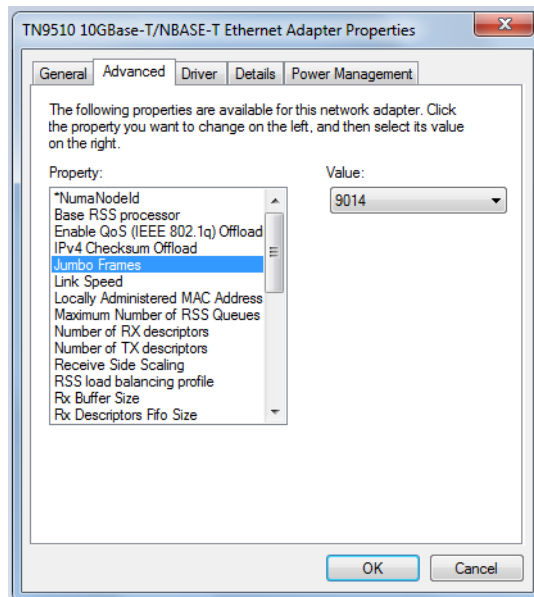 TN9510 10GBase-T/NBASE-T Ethernet Adapter Properties
General Advanced Driver Details Power Management
The following properties are available for this network adapter. Click
the property you want to change on the left, and then select its value
on the right.
Property:
Value:
*NumaNodeId
Base RSS processor
Enable QoS (IEEE 802.1q) Offload
IPv4 Checksum Offload
Jumbo Frames
Link Speed
Locally Administered MAC Address
Maximum Number of RSS Queues
Number of RX descriptors
Number of TX descriptors
Receive Side Scaling
RSS load balancing profile
Rx Buffer Size
Rx Descriptors Fifo Size
9014
OK
Cancel